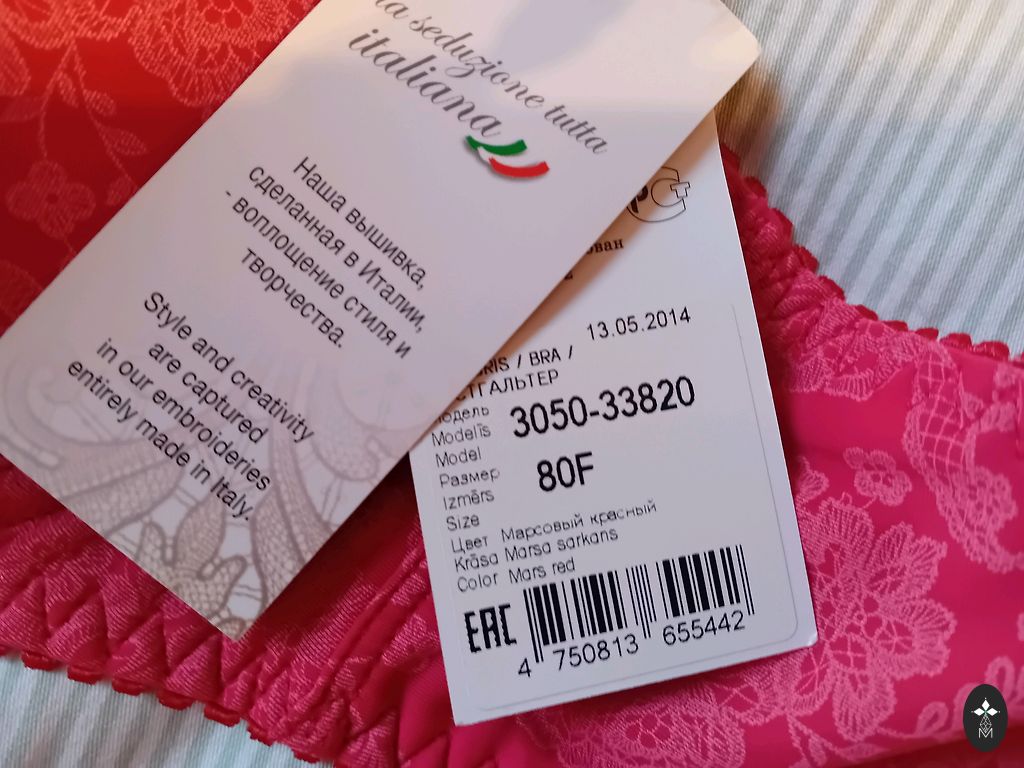 la seduzione tutta
italiana
Наша вышивка,
сделанная в Италии,
- воплощение стиля и
творчества.
Style and creativity
are captured
in our embroideries
entirely made in Italy.
13.05.2014
/ BRA /
Модель
Modelis
Model
3050-33820
Размер
Izmērs
Size
80F
Цвет Марсовый красный
Krāsa Marsa sarkans
Color Mars red
EAC
4 750813 655442
M